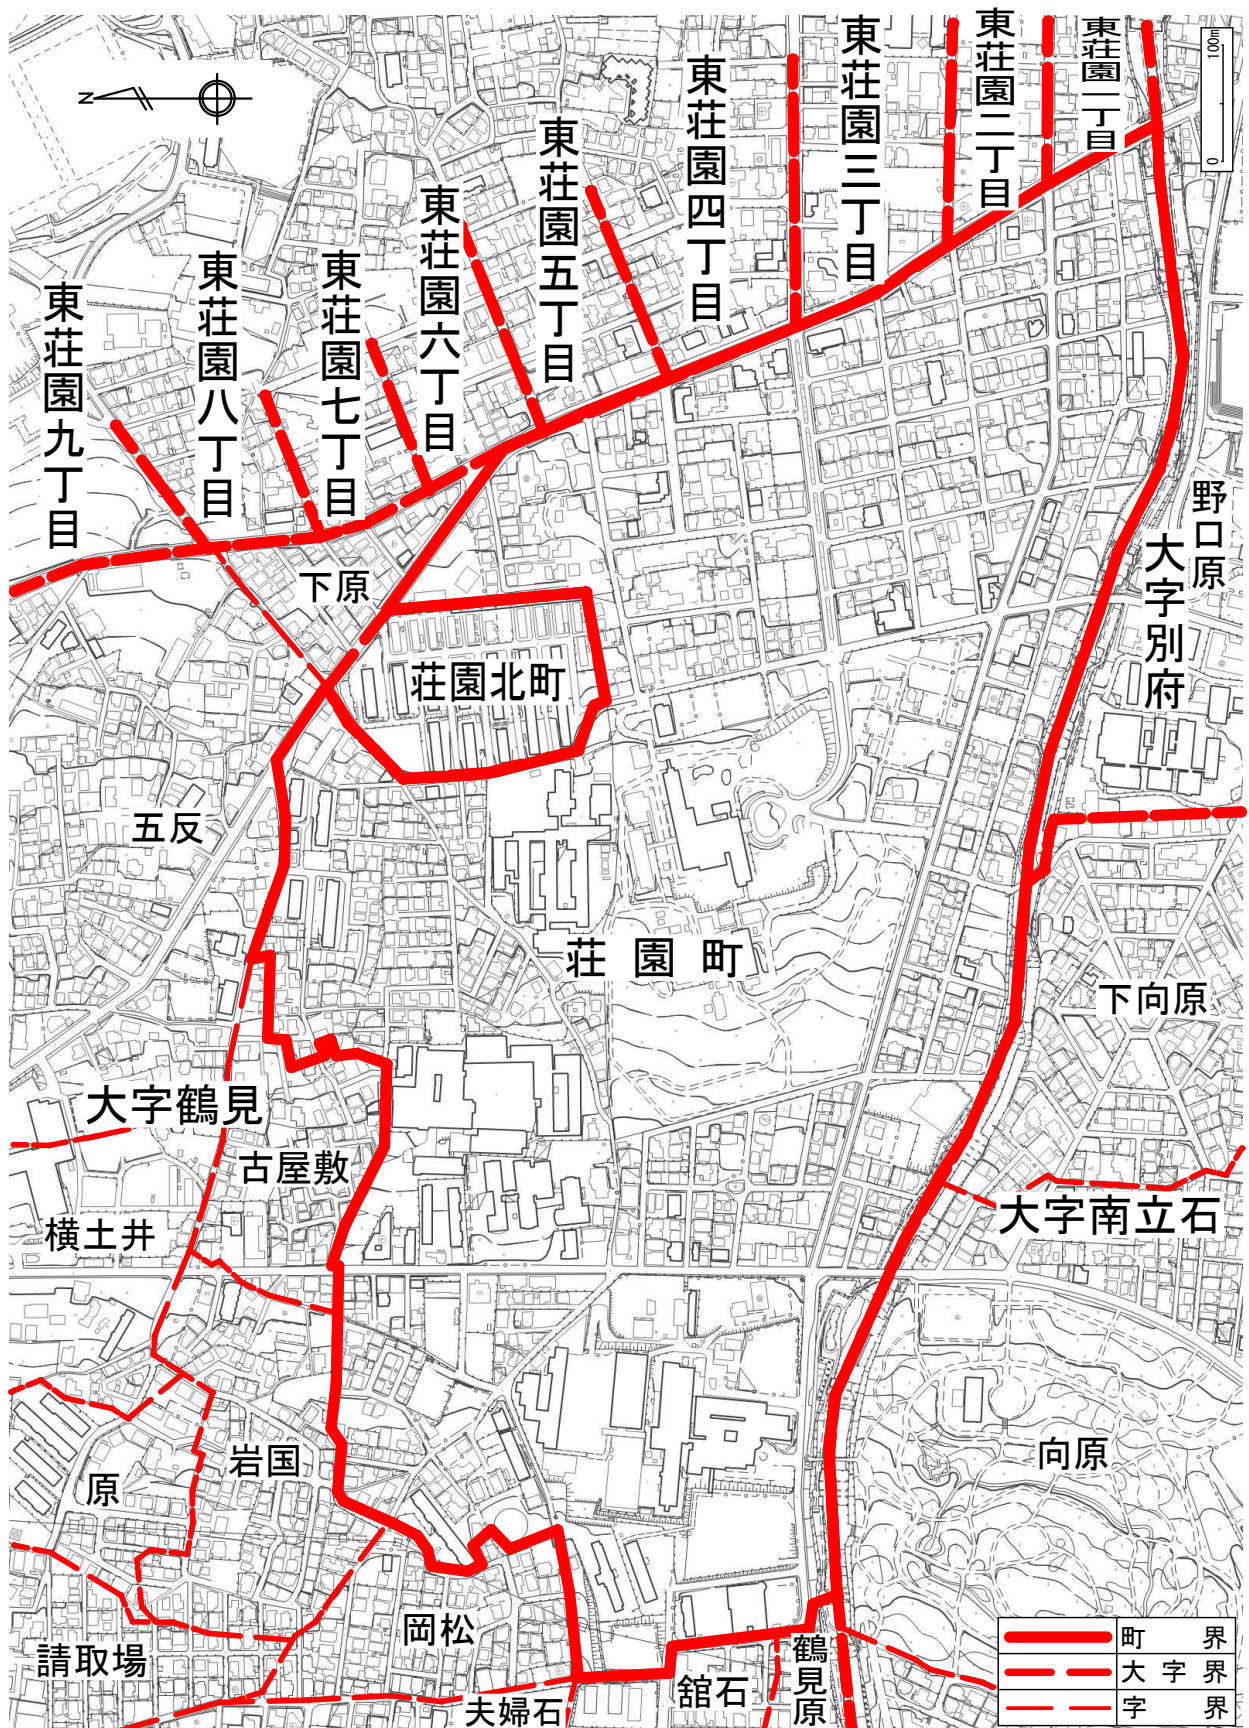 東荘園一丁目
東荘園二丁目
東荘園三丁目
東荘園四丁目
東荘園五丁目
東荘園六丁目
東荘園七丁目
東荘園八丁目
東荘園九丁目
N
0 100m
野口原
大字別府
下原
荘園北町
五反
荘園町
下向原
大字鶴見
古屋敷
横土井
大字南立石
岩国
原
向原
岡松
請取場
夫婦石
舘石
鶴見原
町界
大字界
字界